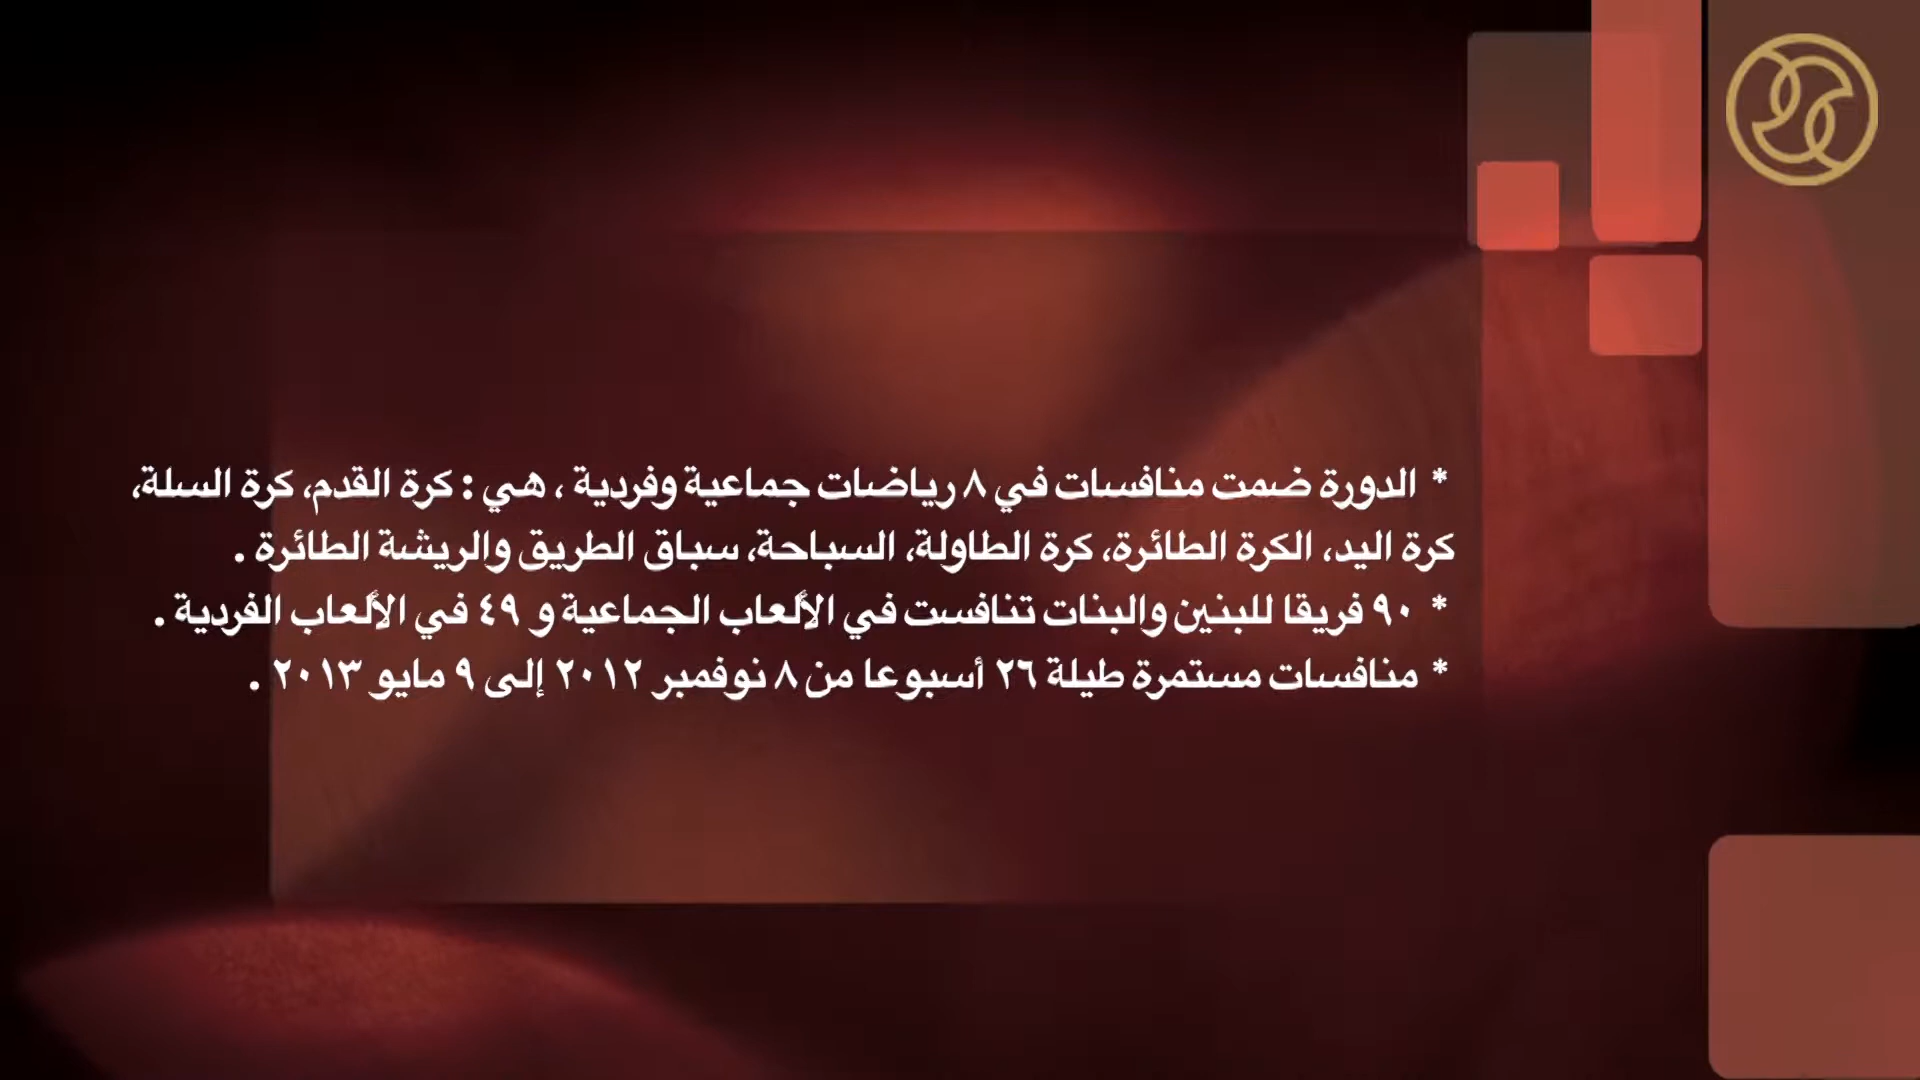 * الدورة ضمت منافسات في ٨ رياضات جماعية وفردية ، هي : كرة القدم، كرة السلة،
كرة اليد، الكرة الطائرة، كرة الطاولة، السباحة، سباق الطريق والريشة الطائرة .
* ٩٠ فريقا للبنين والبنات تنافست في الألعاب الجماعية و ٤٩ في الألعاب الفردية .
* منافسات مستمرة طيلة ٢٦ أسبوعا من ٨ نوفمبر ٢٠١٢ إلى ٩ مايو ٢٠١٣ .